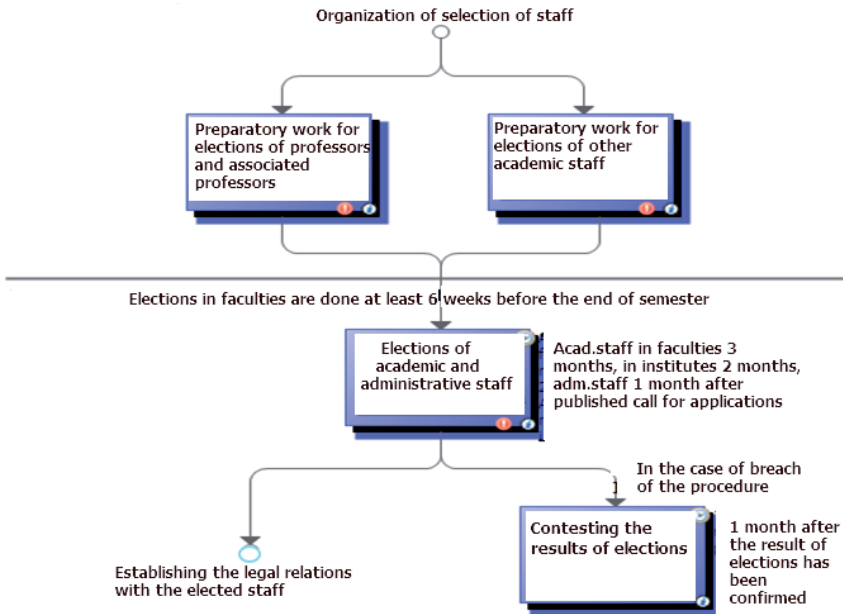 Organization of selection of staff
Preparatory work for
elections of professors
and associated
professors
Preparatory work for
elections of other
academic staff
Elections in faculties are done at least 6 weeks before the end of semester
Elections of
academic and
administrative staff
Acad.staff in faculties 3
months, in institutes 2 months,
adm.staff 1 month after
published call for applications
In the case of breach
of the procedure
Contesting the
results of elections
1 month after
the result of
elections has
been
confirmed
Establishing the legal relations
with the elected staff